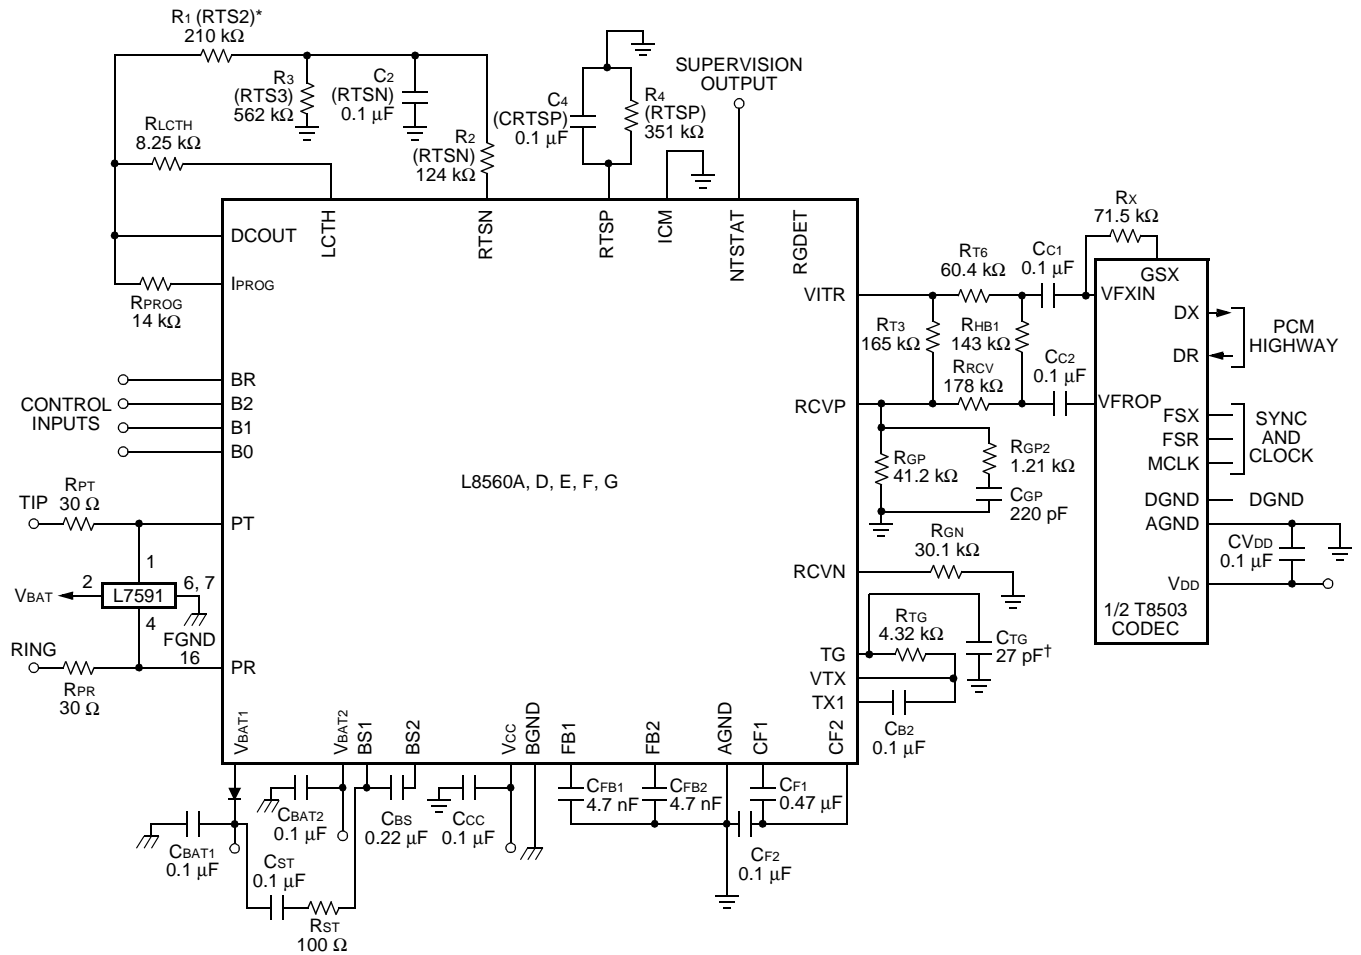 R1 (RTS2)*
210 kΩ
R3
(RTS3)
562 kΩ
C2
(RTSN)
0.1 µF
RLCTH
8.25 kΩ
R2
(RTSN)
124 kΩ
C4
(CRTSP)
0.1 µF
R4
(RTSP)
351 kΩ
SUPERVISION
OUTPUT
DCOUT
LCTH
RTSN
RTSP
ICM
NTSTAT
RGDET
IPROG
RPROG
14 kΩ
BR
B2
B1
B0
CONTROL
INPUTS
RPT
30 Ω
TIP
PT
1
2
6, 7
VBAT
L7591
4
FGND
16
RING
PR
RPR
30 Ω
L8560A, D, E, F, G
VITR
RCVP
RCVN
TG
VTX
TX1
RX
71.5 kΩ
RT6
60.4 kΩ
CC1
0.1 µF
GSX
VFXIN
RT3
165 kΩ
RHB1
143 kΩ
CC2
0.1 µF
RRCV
178 kΩ
VFROP
DX
DR
PCM
HIGHWAY
FSX
FSR
MCLK
SYNC
AND
CLOCK
DGND
DGND
AGND
CVDD
0.1 µF
VDD
1/2 T8503
CODEC
RGP
41.2 kΩ
RGP2
1.21 kΩ
CGP
220 pF
RGN
30.1 kΩ
RTG
4.32 kΩ
CTG
27 pF†
CB2
0.1 µF
VBAT1
VBAT2
BS1
BS2
VCC
BGND
FB1
FB2
AGND
CF1
CF2
CBAT2
0.1 µF
CBS
0.22 µF
CCC
0.1 µF
CFB1
4.7 nF
CFB2
4.7 nF
CF1
0.47 µF
CF2
0.1 µF
CBAT1
0.1 µF
CST
0.1 µF
RST
100 Ω